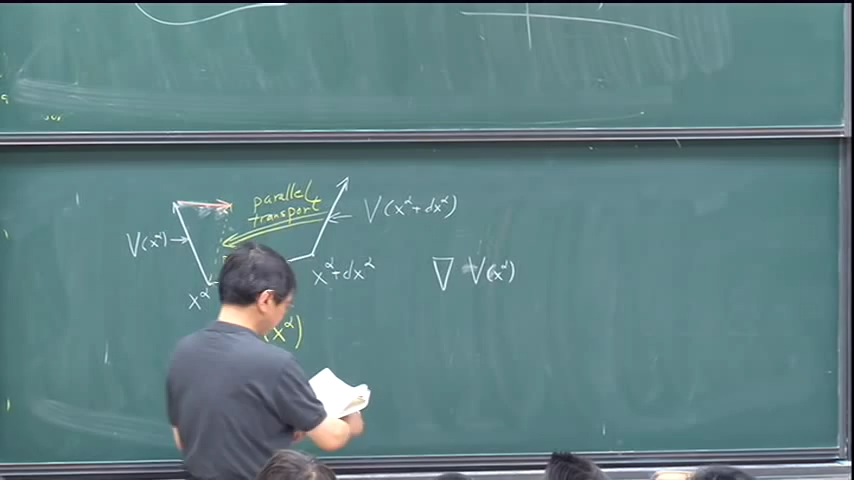 parallel
transport
V(x^α + dx^α)
V(x^α)
x^α + dx^α
∇ V(x^α)
x^α
(x^α)